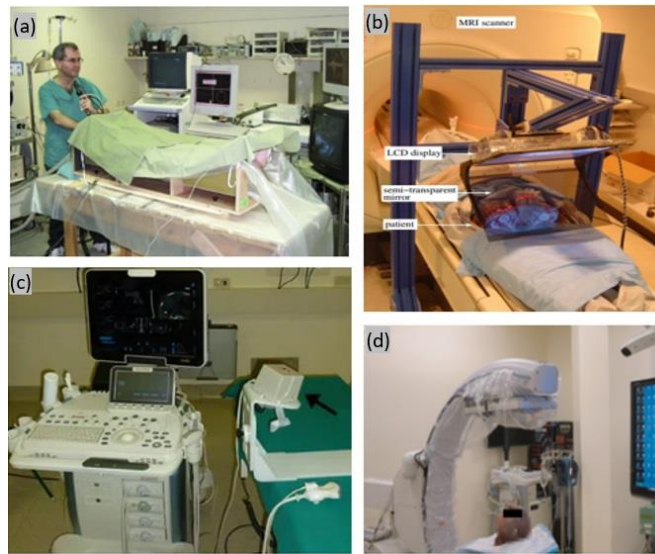 (a)
(b)
MRI scanner
LCD display
semi-transparent
mirror
patient
(c)
(d)